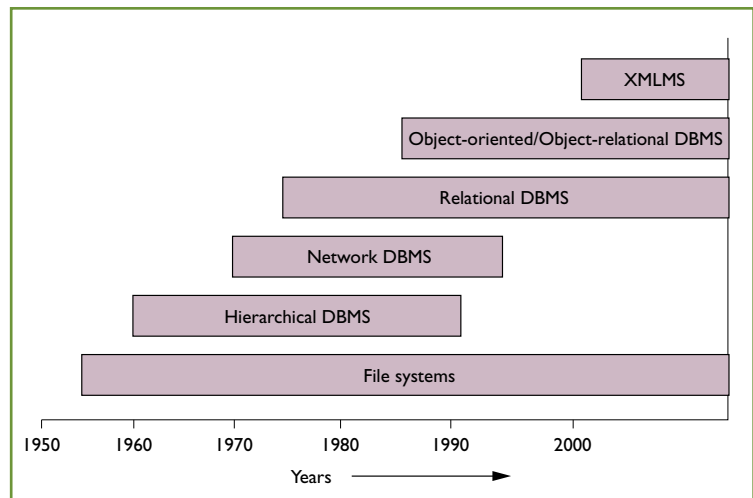 XMLMS
Object-oriented/Object-relational DBMS
Relational DBMS
Network DBMS
Hierarchical DBMS
File systems
1950 1960 1970 1980 1990 2000
Years